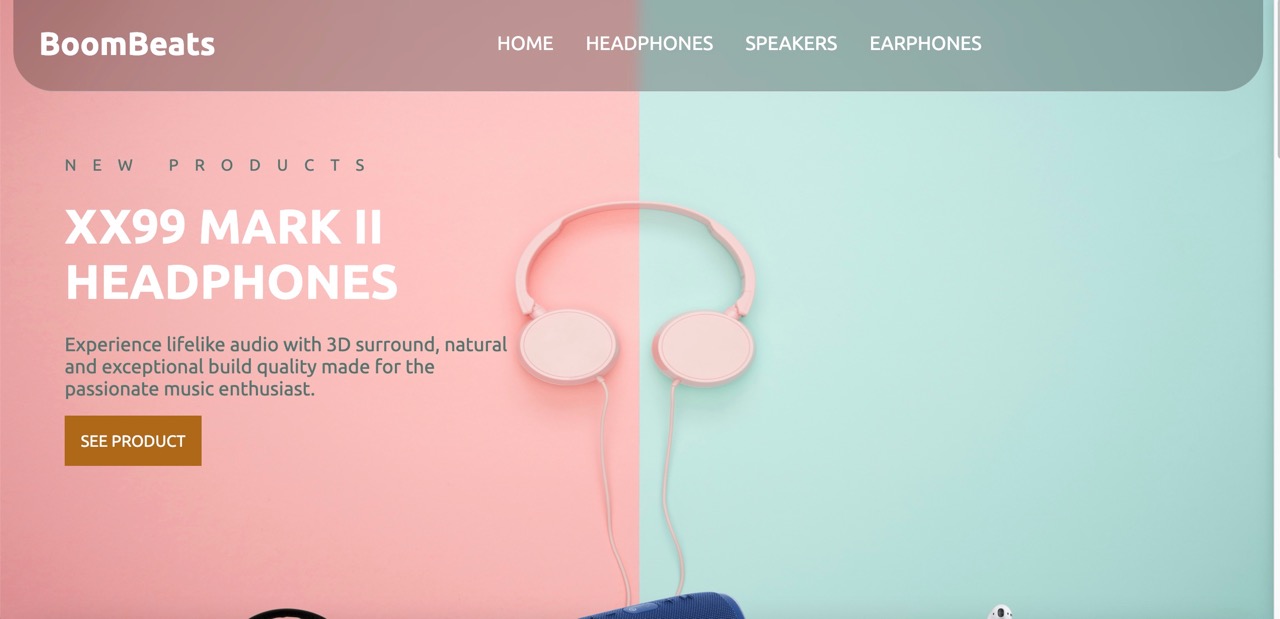 BoomBeats
HOME HEADPHONES SPEAKERS EARPHONES
NEW PRODUCTS
XX99 MARK II
HEADPHONES
Experience lifelike audio with 3D surround, natural
and exceptional build quality made for the
passionate music enthusiast.
SEE PRODUCT